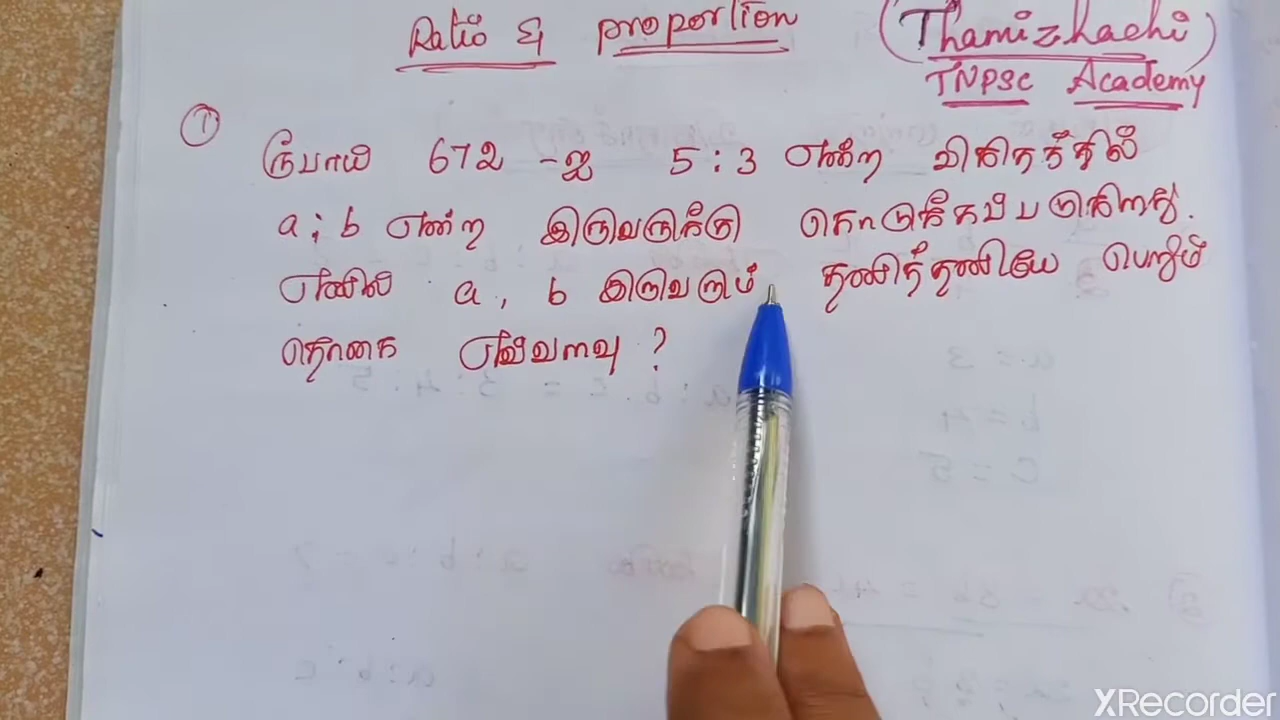 Ratio & proportion
(Thamizhachi)
TNPSC Academy
① ரூபாய் 672 -ஐ 5 : 3 என்ற விகிதத்தில்
a ; b என்ற இருவருக்கு கொடுக்கப்படுகிறது.
எனில் a , b இருவரும் தனித்தனியே பெறும்
தொகை எவ்வளவு ?
XRecorder